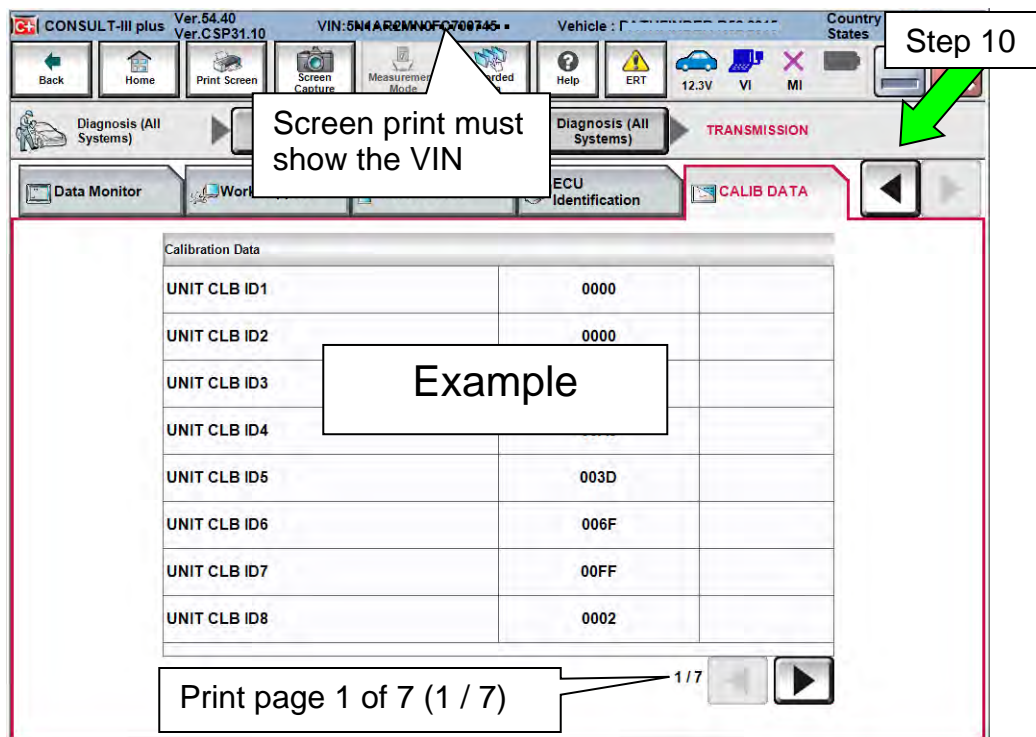 CONSULT-III plus Ver.54.40
Ver.CSP31.10
VIN:
Vehicle :
Country
States
Step 10
Back
Home
Print Screen
Screen
Capture
Measurement
Mode
Help
ERT
12.3V
VI
MI
Diagnosis (All
Systems)
Screen print must
show the VIN
Diagnosis (All
Systems)
TRANSMISSION
Data Monitor
Work
ECU
Identification
CALIB DATA
Calibration Data
UNIT CLB ID1 0000
UNIT CLB ID2 0000
UNIT CLB ID3
Example
UNIT CLB ID4
UNIT CLB ID5 003D
UNIT CLB ID6 006F
UNIT CLB ID7 00FF
UNIT CLB ID8 0002
1/7
Print page 1 of 7 (1 / 7)